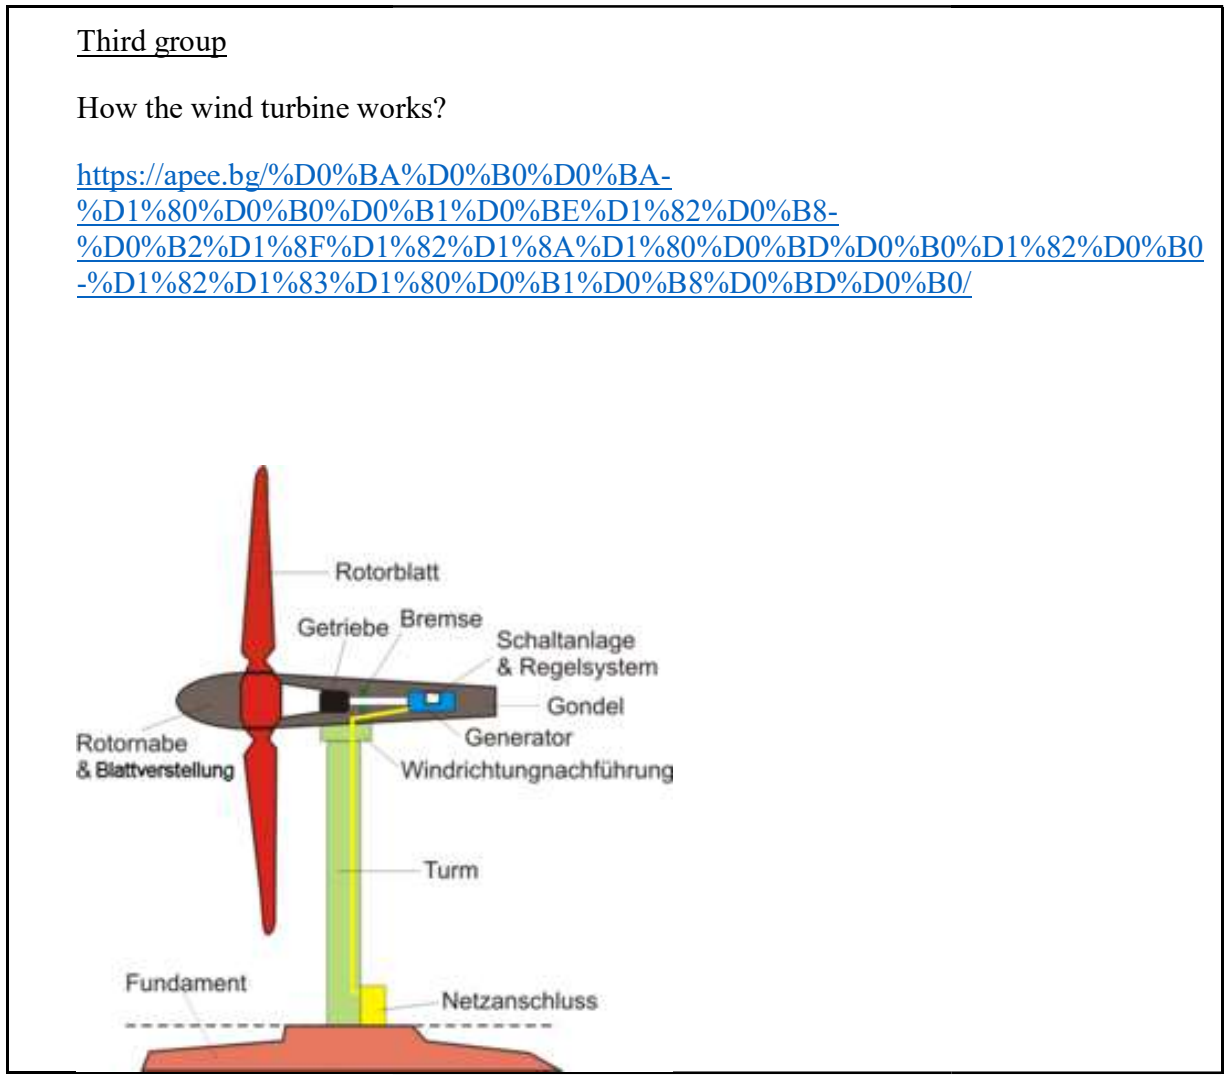 Third group
How the wind turbine works?
https://apee.bg/%D0%BA%D0%B0%D0%BA-
%D1%80%D0%B0%D0%B1%D0%BE%D1%82%D0%B8-
%D0%B2%D1%8F%D1%82%D1%8A%D1%80%D0%BD%D0%B0%D1%82%D0%B0
-%D1%82%D1%83%D1%80%D0%B1%D0%B8%D0%BD%D0%B0/
Rotorblatt
Getriebe
Bremse
Schaltanlage
& Regelsystem
Gondel
Generator
Rotornabe
& Blattverstellung
Windrichtungnachführung
Turm
Fundament
Netzanschluss